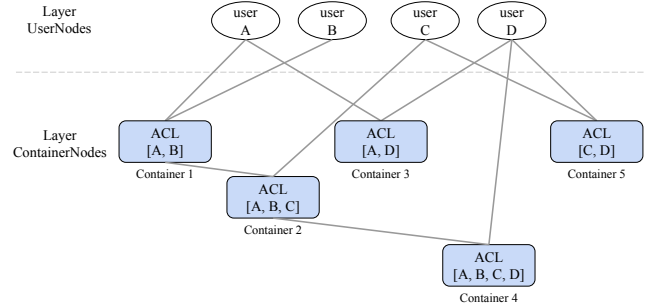 Layer
UserNodes
user
A
user
B
user
C
user
D
Layer
ContainerNodes
ACL
[A, B]
Container 1
ACL
[A, D]
Container 3
ACL
[C, D]
Container 5
ACL
[A, B, C]
Container 2
ACL
[A, B, C, D]
Container 4